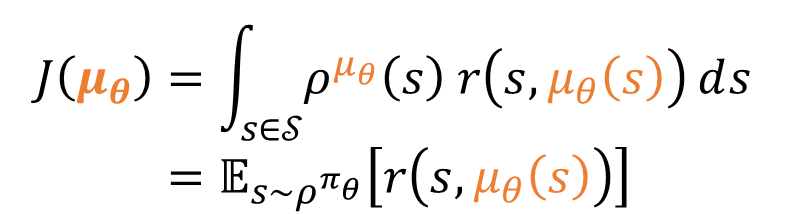 J(μ_θ) = ∫_{s∈𝒮} ρ^{μ_θ}(s) r(s, μ_θ(s)) ds
= 𝔼_{s∼ρ^{π_θ}}[r(s, μ_θ(s))]